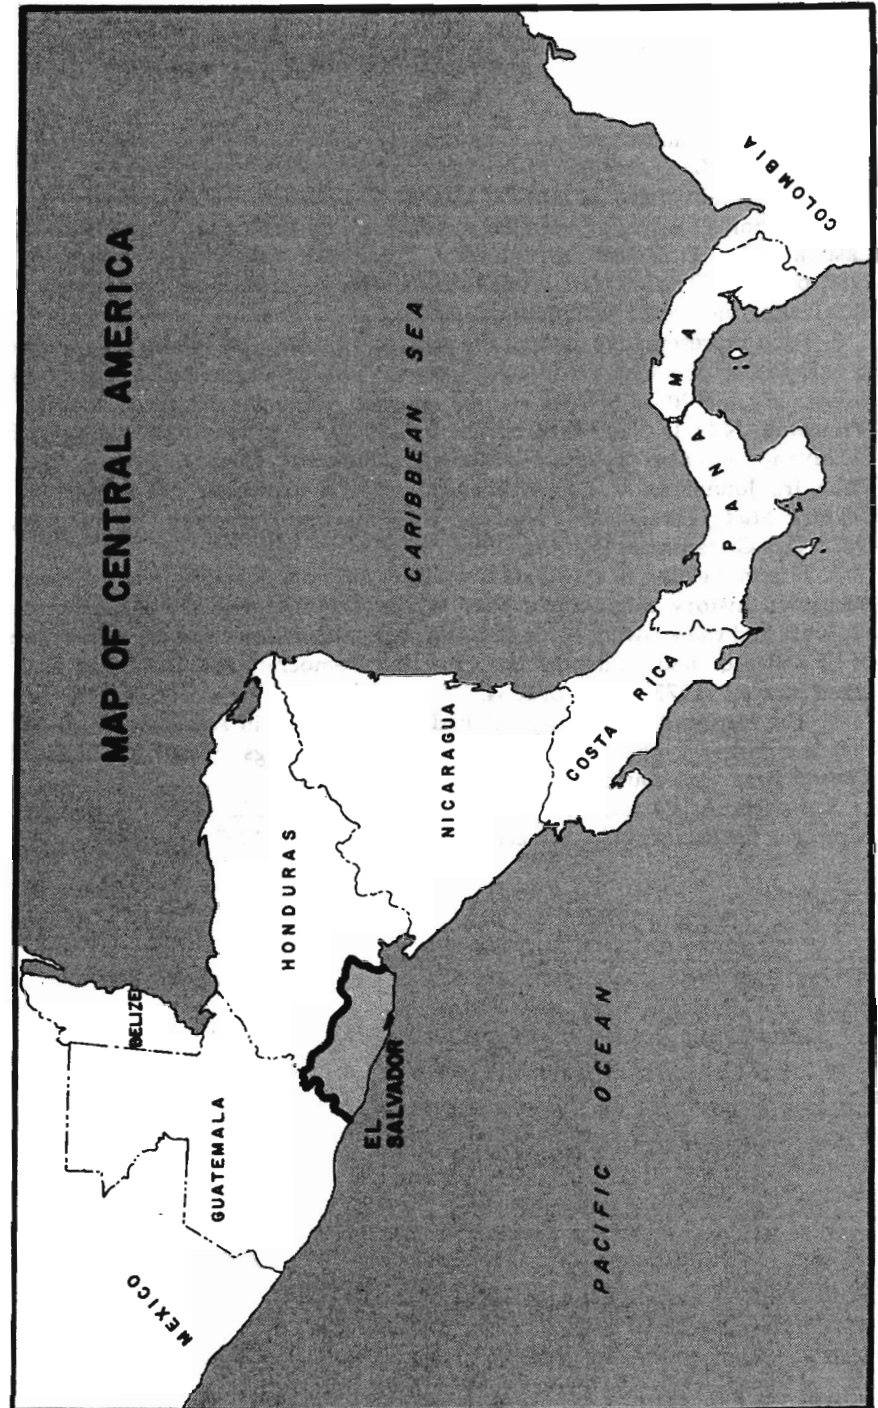 MAP OF CENTRAL AMERICA
CARIBBEAN SEA
MEXICO
BELIZE
GUATEMALA
HONDURAS
EL
SALVADOR
NICARAGUA
COSTA RICA
PANAMA
COLOMBIA
PACIFIC OCEAN